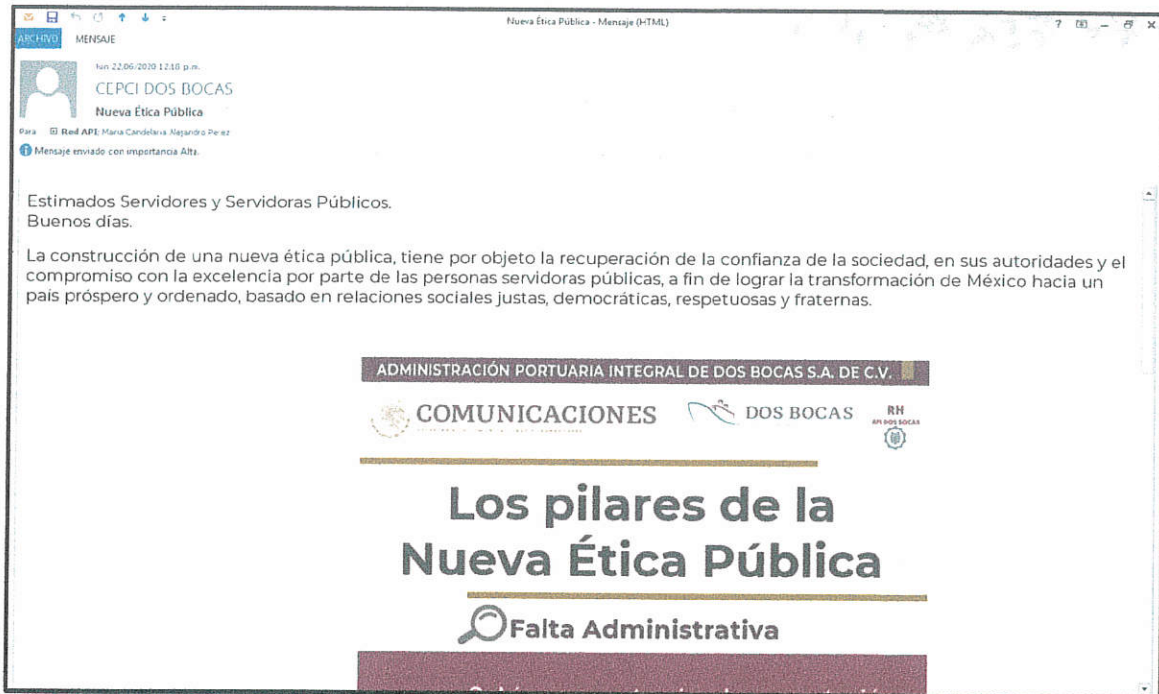 Nueva Ética Pública - Mensaje (HTML)
ARCHIVO MENSAJE
lun 22/06/2020 12:18 p.m.
CEPCI DOS BOCAS
Nueva Ética Pública
Para Red API; Maria Candelaria Alejandro Perez
Mensaje enviado con importancia Alta.
Estimados Servidores y Servidoras Públicos.
Buenos días.
La construcción de una nueva ética pública, tiene por objeto la recuperación de la confianza de la sociedad, en sus autoridades y el
compromiso con la excelencia por parte de las personas servidoras públicas, a fin de lograr la transformación de México hacia un
país próspero y ordenado, basado en relaciones sociales justas, democráticas, respetuosas y fraternas.
ADMINISTRACIÓN PORTUARIA INTEGRAL DE DOS BOCAS S.A. DE C.V.
COMUNICACIONES DOS BOCAS RH
API DOS BOCAS
Los pilares de la
Nueva Ética Pública
Falta Administrativa